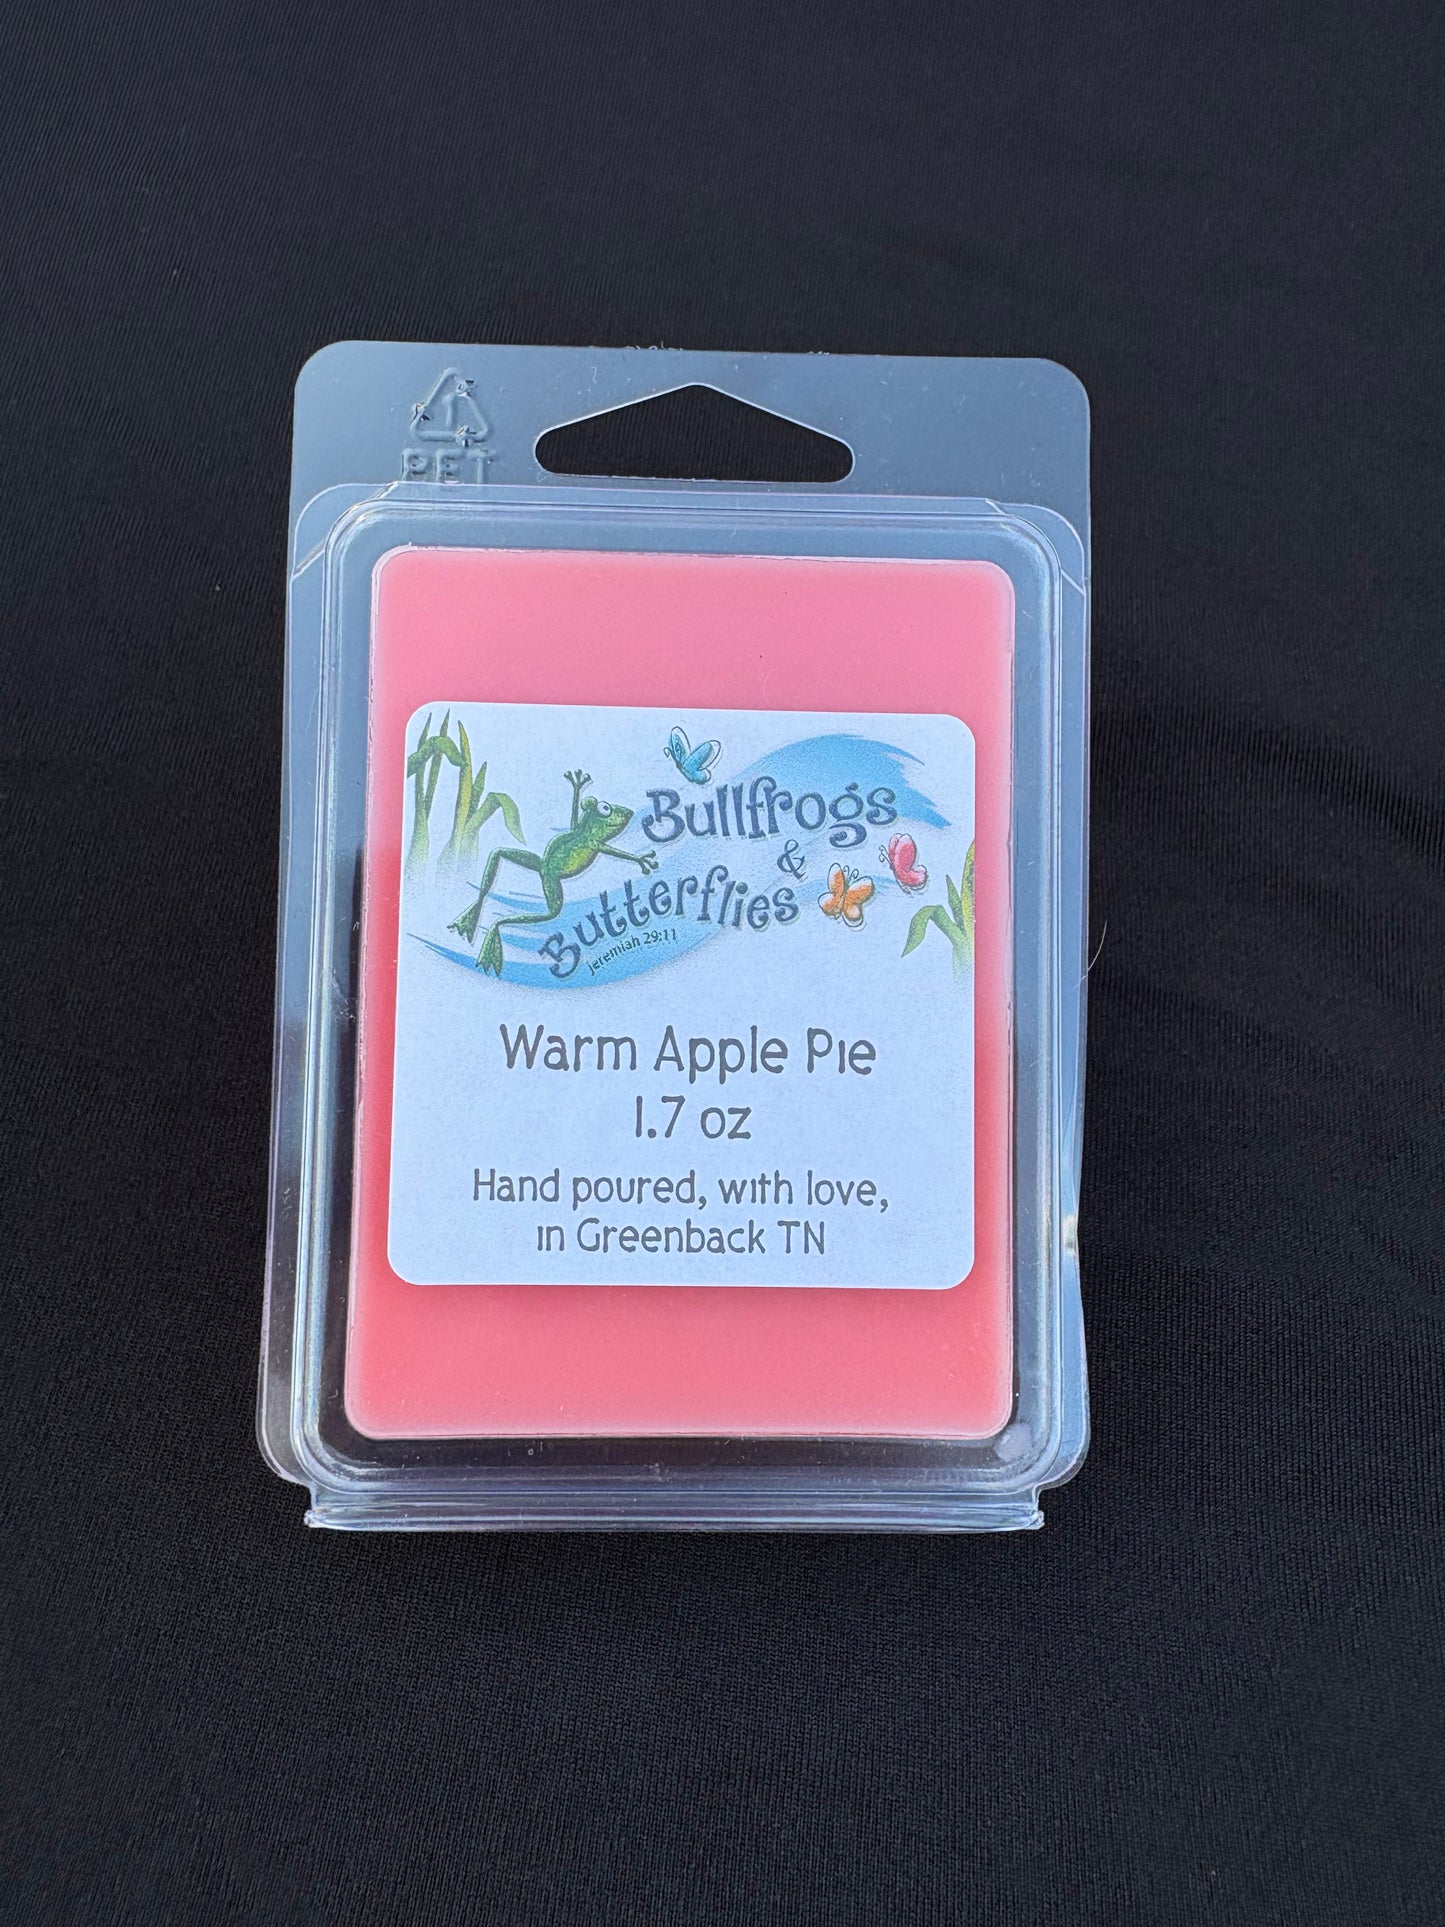 1
PET
Bullfrogs
&
Butterflies
Jeremiah 29:11
Warm Apple Pie
1.7 oz
Hand poured, with love,
in Greenback TN